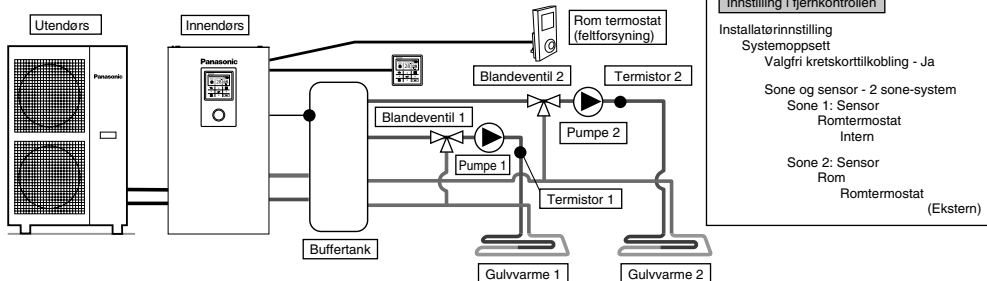 Utendørs
Innendørs
Panasonic
Panasonic
Rom termostat
(feltforsyning)
Blandeventil 2
Termistor 2
Blandeventil 1
Pumpe 2
Pumpe 1
Termistor 1
Buffertank
Gulvvarme 1
Gulvvarme 2
Innstilling i fjernkontrollen
Installatørinnstilling
Systemoppsett
Valgfri kretskorttilkobling - Ja
Sone og sensor - 2 sone-system
Sone 1: Sensor
Romtermostat
Intern
Sone 2: Sensor
Rom
Romtermostat
(Ekstern)